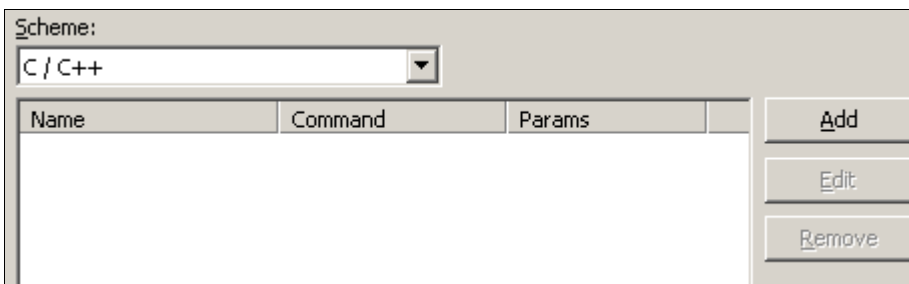 Scheme:
C / C++
Name Command Params
Add
Edit
Remove